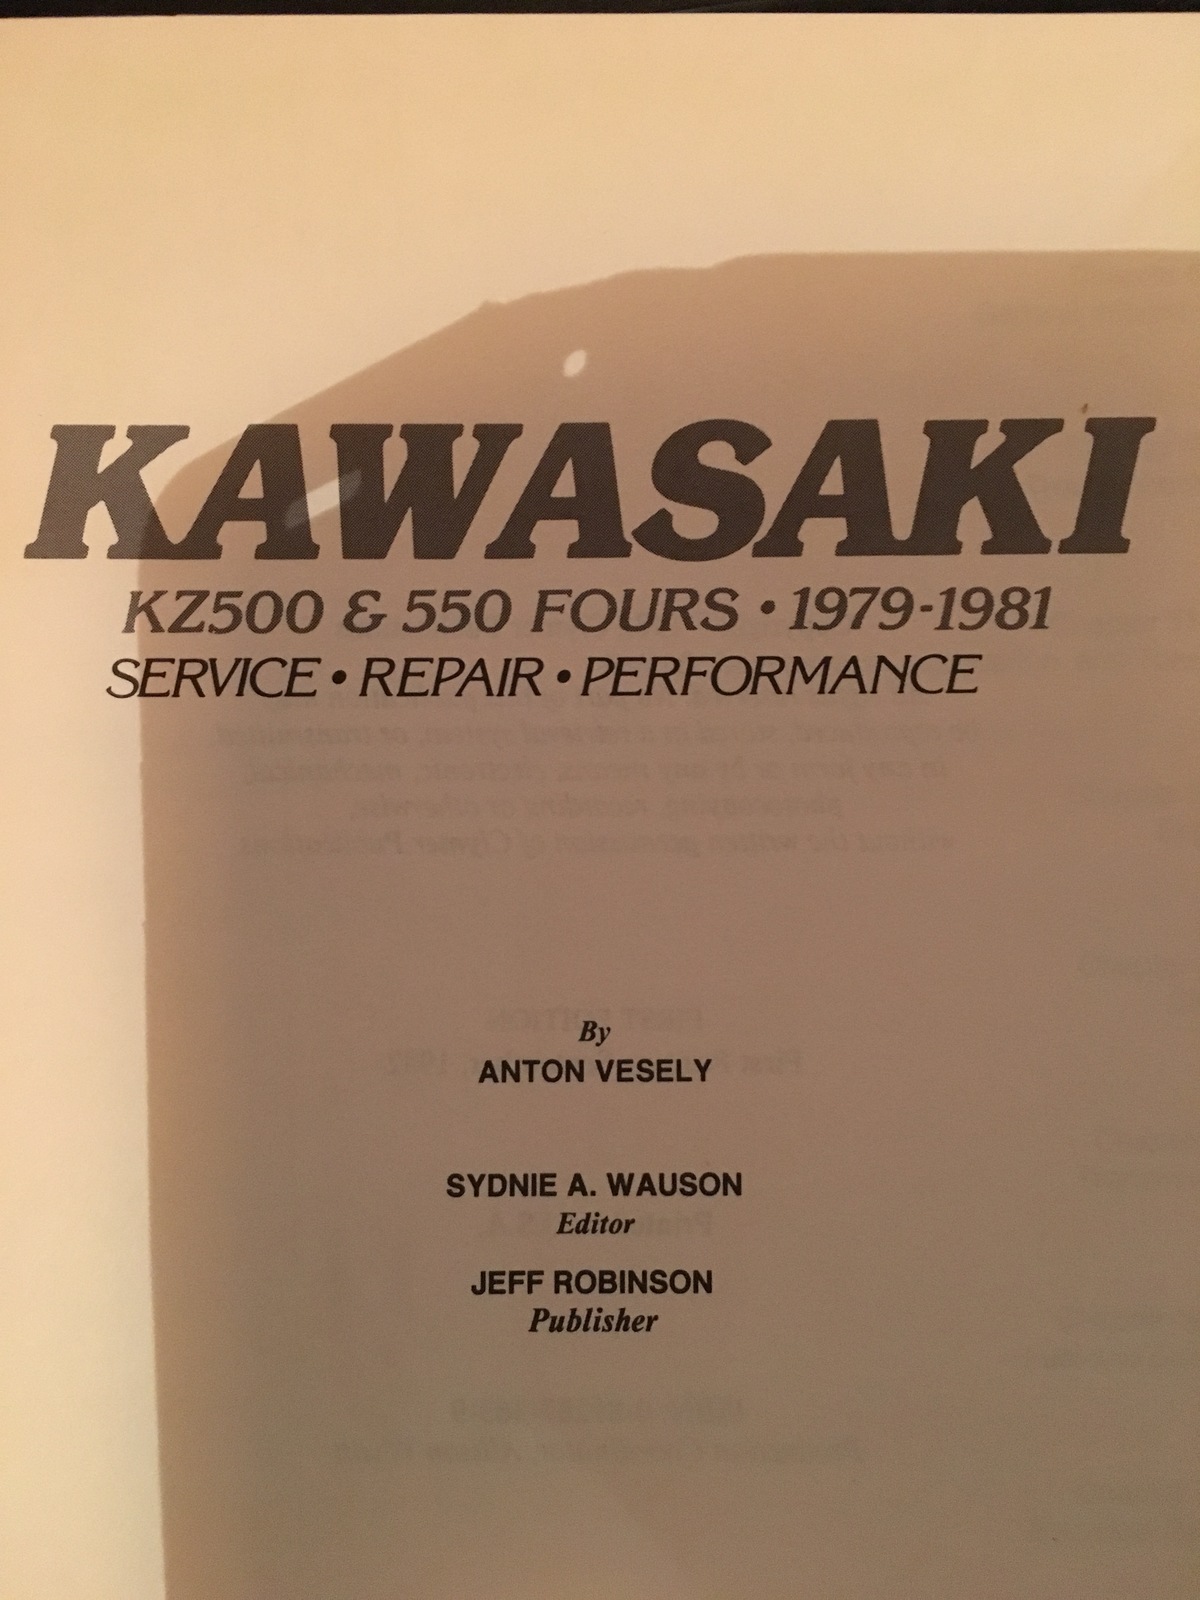 KAWASAKI
KZ500 & 550 FOURS • 1979-1981
SERVICE • REPAIR • PERFORMANCE
By
ANTON VESELY
SYDNIE A. WAUSON
Editor
JEFF ROBINSON
Publisher